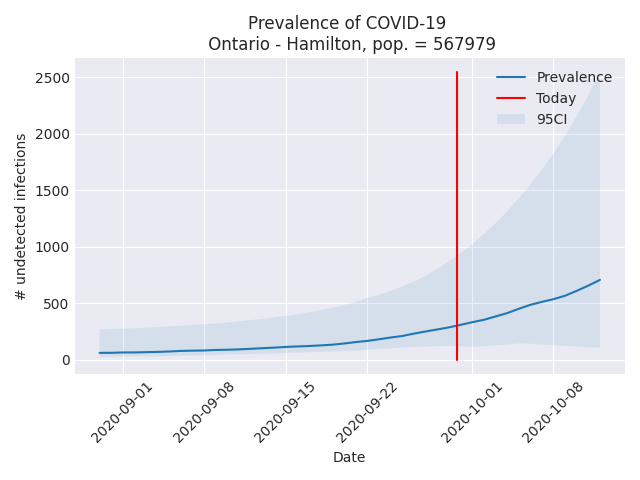 Prevalence of COVID-19
Ontario - Hamilton, pop. = 567979
Prevalence
Today
95CI
# undetected infections
2500
2000
1500
1000
500
0
2020-09-01
2020-09-08
2020-09-15
2020-09-22
2020-10-01
2020-10-08
Date